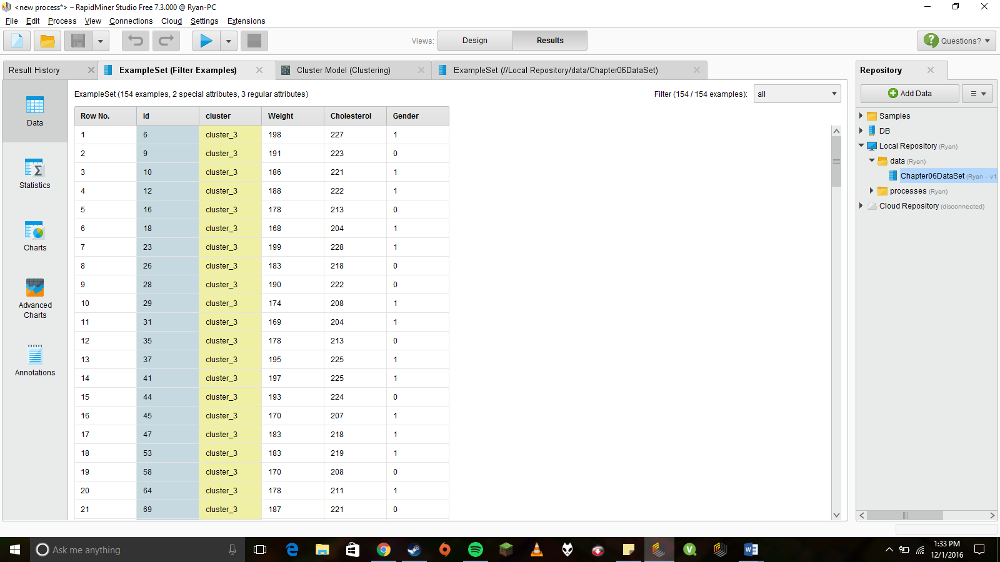 <new process*> – RapidMiner Studio Free 7.3.000 @ Ryan-PC
File Edit Process View Connections Cloud Settings Extensions
Views: Design Results Questions?
Result History ExampleSet (Filter Examples) Cluster Model (Clustering) ExampleSet (//Local Repository/data/Chapter06DataSet)
ExampleSet (154 examples, 2 special attributes, 3 regular attributes) Filter (154 / 154 examples): all
Data
Statistics
Charts
Advanced
Charts
Annotations
Row No. id cluster Weight Cholesterol Gender
1 6 cluster_3 198 227 1
2 9 cluster_3 191 223 0
3 10 cluster_3 186 221 1
4 12 cluster_3 188 222 1
5 16 cluster_3 178 213 0
6 18 cluster_3 168 204 1
7 23 cluster_3 199 228 1
8 26 cluster_3 183 218 0
9 28 cluster_3 190 222 0
10 29 cluster_3 174 208 1
11 31 cluster_3 169 204 1
12 35 cluster_3 178 213 0
13 37 cluster_3 195 225 1
14 41 cluster_3 197 225 1
15 44 cluster_3 193 224 0
16 45 cluster_3 170 207 1
17 47 cluster_3 183 218 1
18 53 cluster_3 183 219 1
19 58 cluster_3 170 208 0
20 64 cluster_3 178 211 1
21 69 cluster_3 187 221 0
Repository
Add Data
Samples
DB
Local Repository (Ryan)
data (Ryan)
Chapter06DataSet (Ryan - v1
processes (Ryan)
Cloud Repository (disconnected)
Ask me anything
1:33 PM
12/1/2016